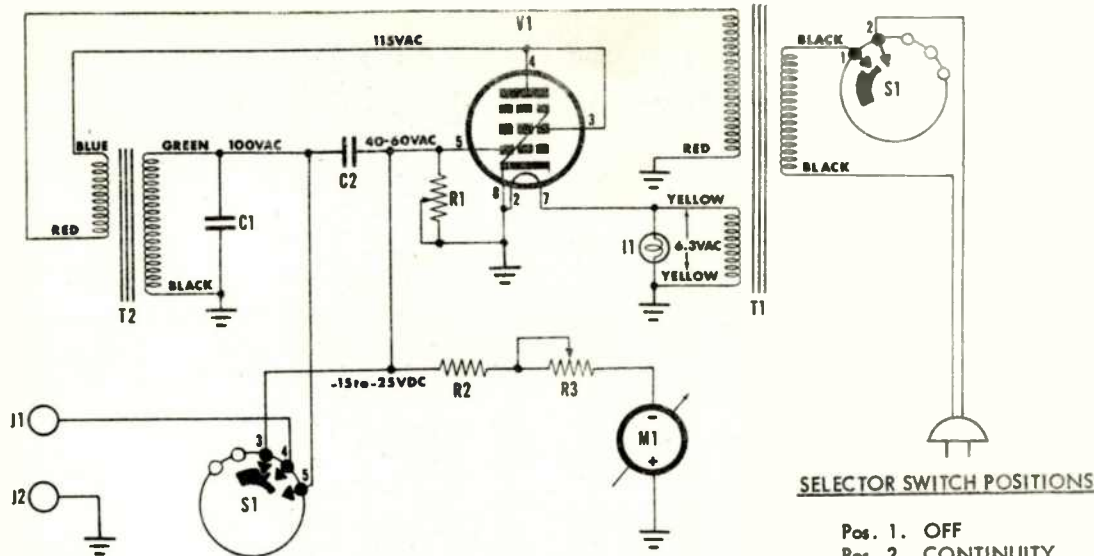 V1
115VAC
4
3
BLUE
GREEN
100VAC
40-60VAC
5
C2
R1
8
2
7
RED
C1
BLACK
T2
RED
YELLOW
I1
6.3VAC
YELLOW
T1
BLACK
2
1
S1
BLACK
-15to-25VDC
R2
R3
J1
3
4
5
S1
J2
-
M1
+
SELECTOR SWITCH POSITIONS
Pos. 1. OFF
Pos. 2. CONTINUITY